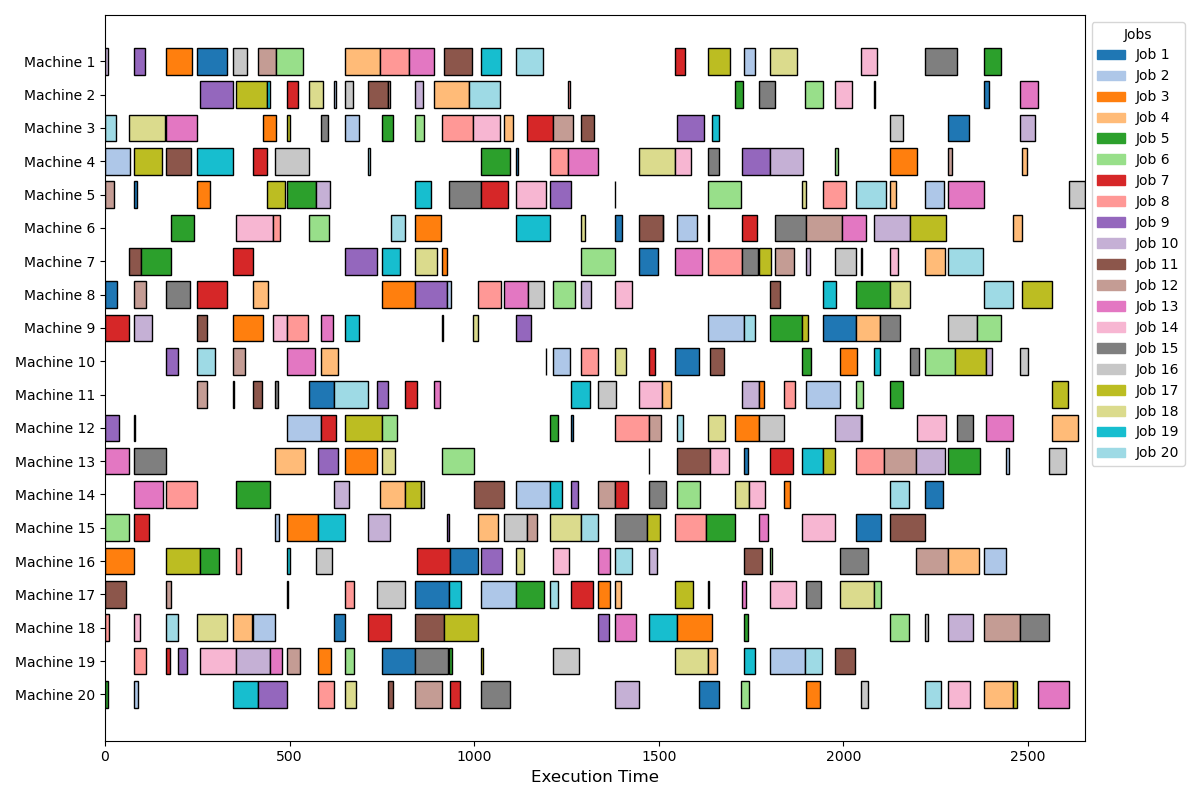 Machine 1
Machine 2
Machine 3
Machine 4
Machine 5
Machine 6
Machine 7
Machine 8
Machine 9
Machine 10
Machine 11
Machine 12
Machine 13
Machine 14
Machine 15
Machine 16
Machine 17
Machine 18
Machine 19
Machine 20
0 500 1000 1500 2000 2500
Execution Time
Jobs
Job 1
Job 2
Job 3
Job 4
Job 5
Job 6
Job 7
Job 8
Job 9
Job 10
Job 11
Job 12
Job 13
Job 14
Job 15
Job 16
Job 17
Job 18
Job 19
Job 20